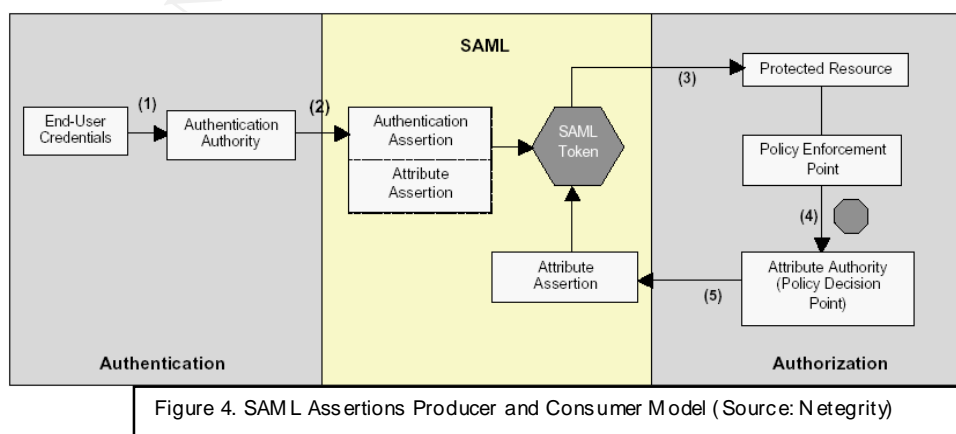 SAML
(1)
(2)
(3)
Protected Resource
End-User
Credentials
Authentication
Authority
Authentication
Assertion
Attribute
Assertion
SAML
Token
Policy Enforcement
Point
(4)
Attribute
Assertion
(5)
Attribute Authority
(Policy Decision
Point)
Authentication
Authorization
Figure 4. SAML Assertions Producer and Consumer Model (Source: Netegrity)